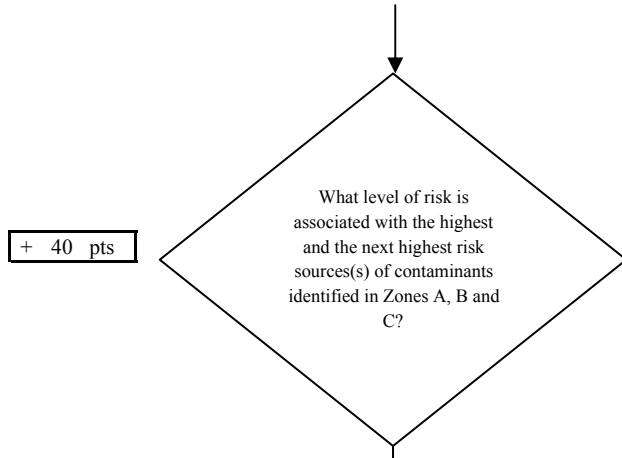 What level of risk is
associated with the highest
and the next highest risk
sources(s) of contaminants
identified in Zones A, B and
C?
+ 40 pts